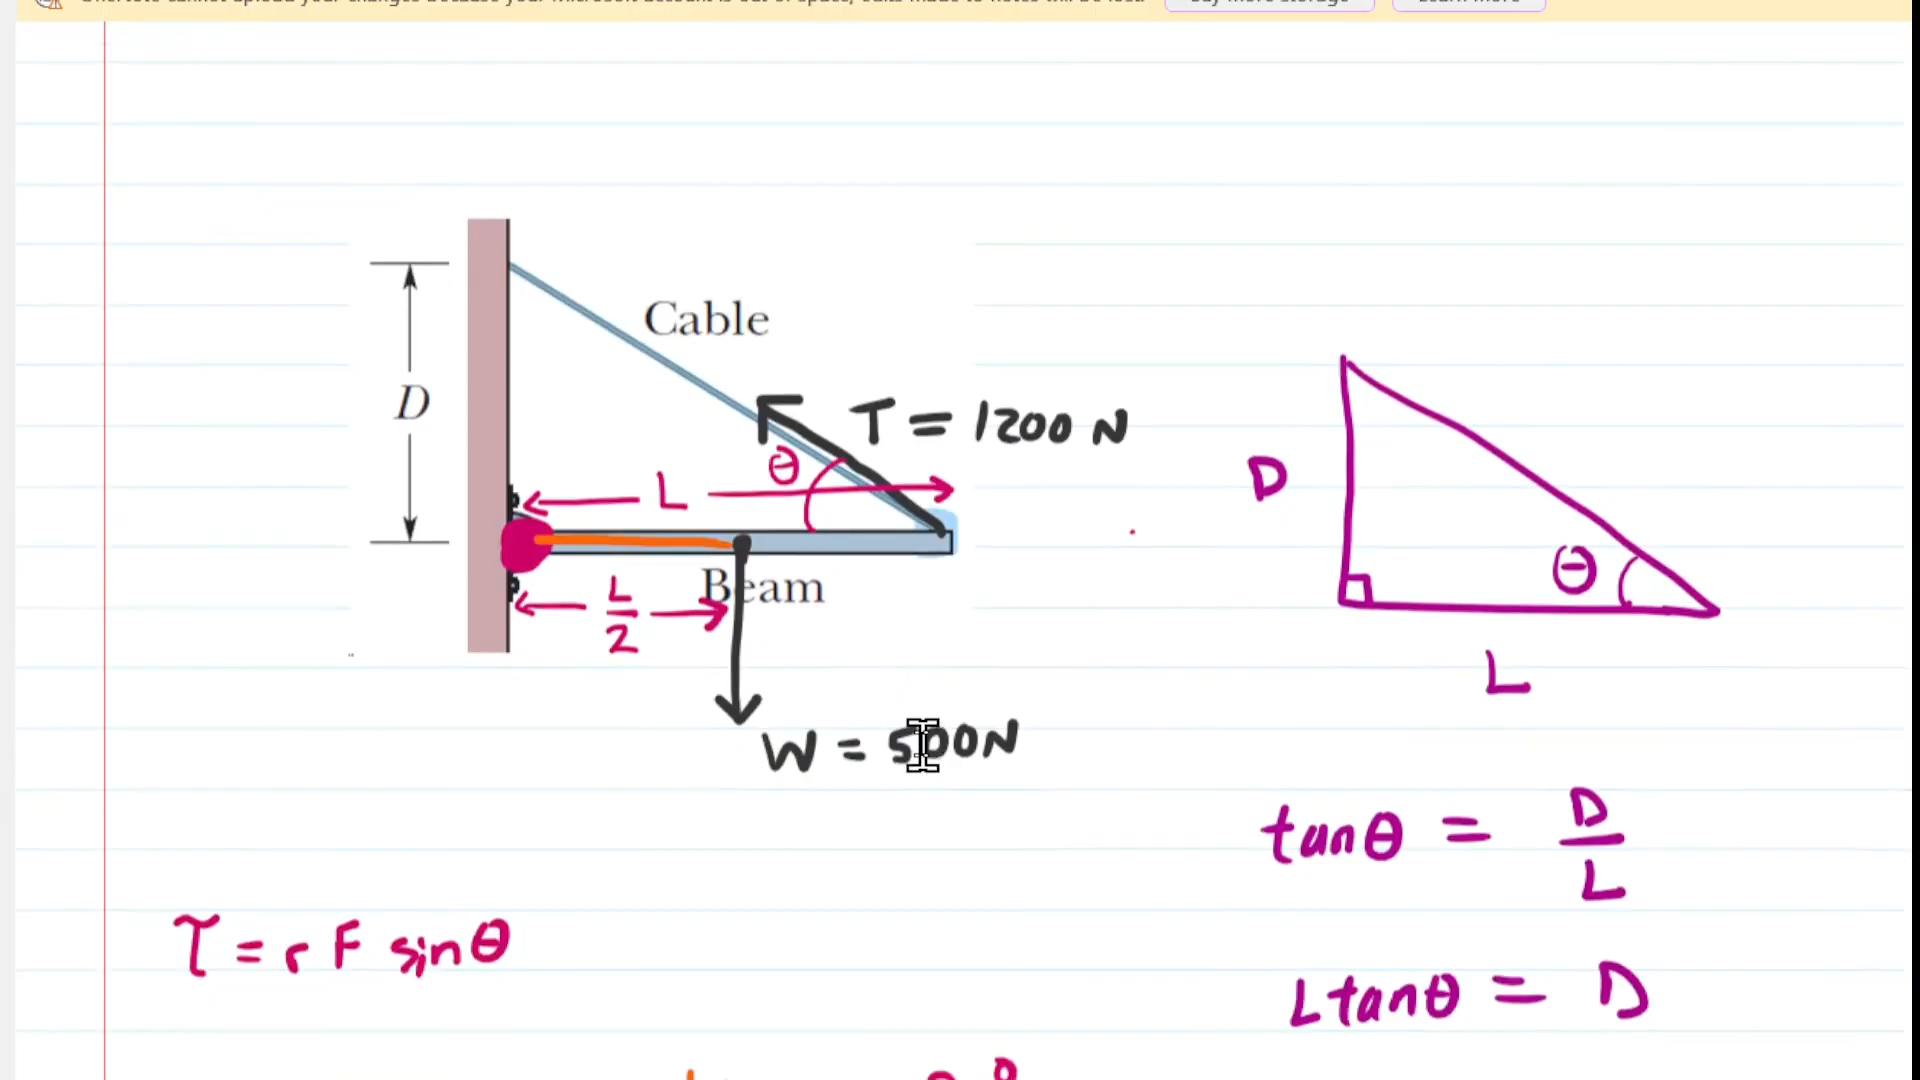 Cable
D
T = 1200 N
θ
L
D
Beam
θ
L/2
L
W = 500N
tanθ = D/L
τ = r F sinθ
Ltanθ = D